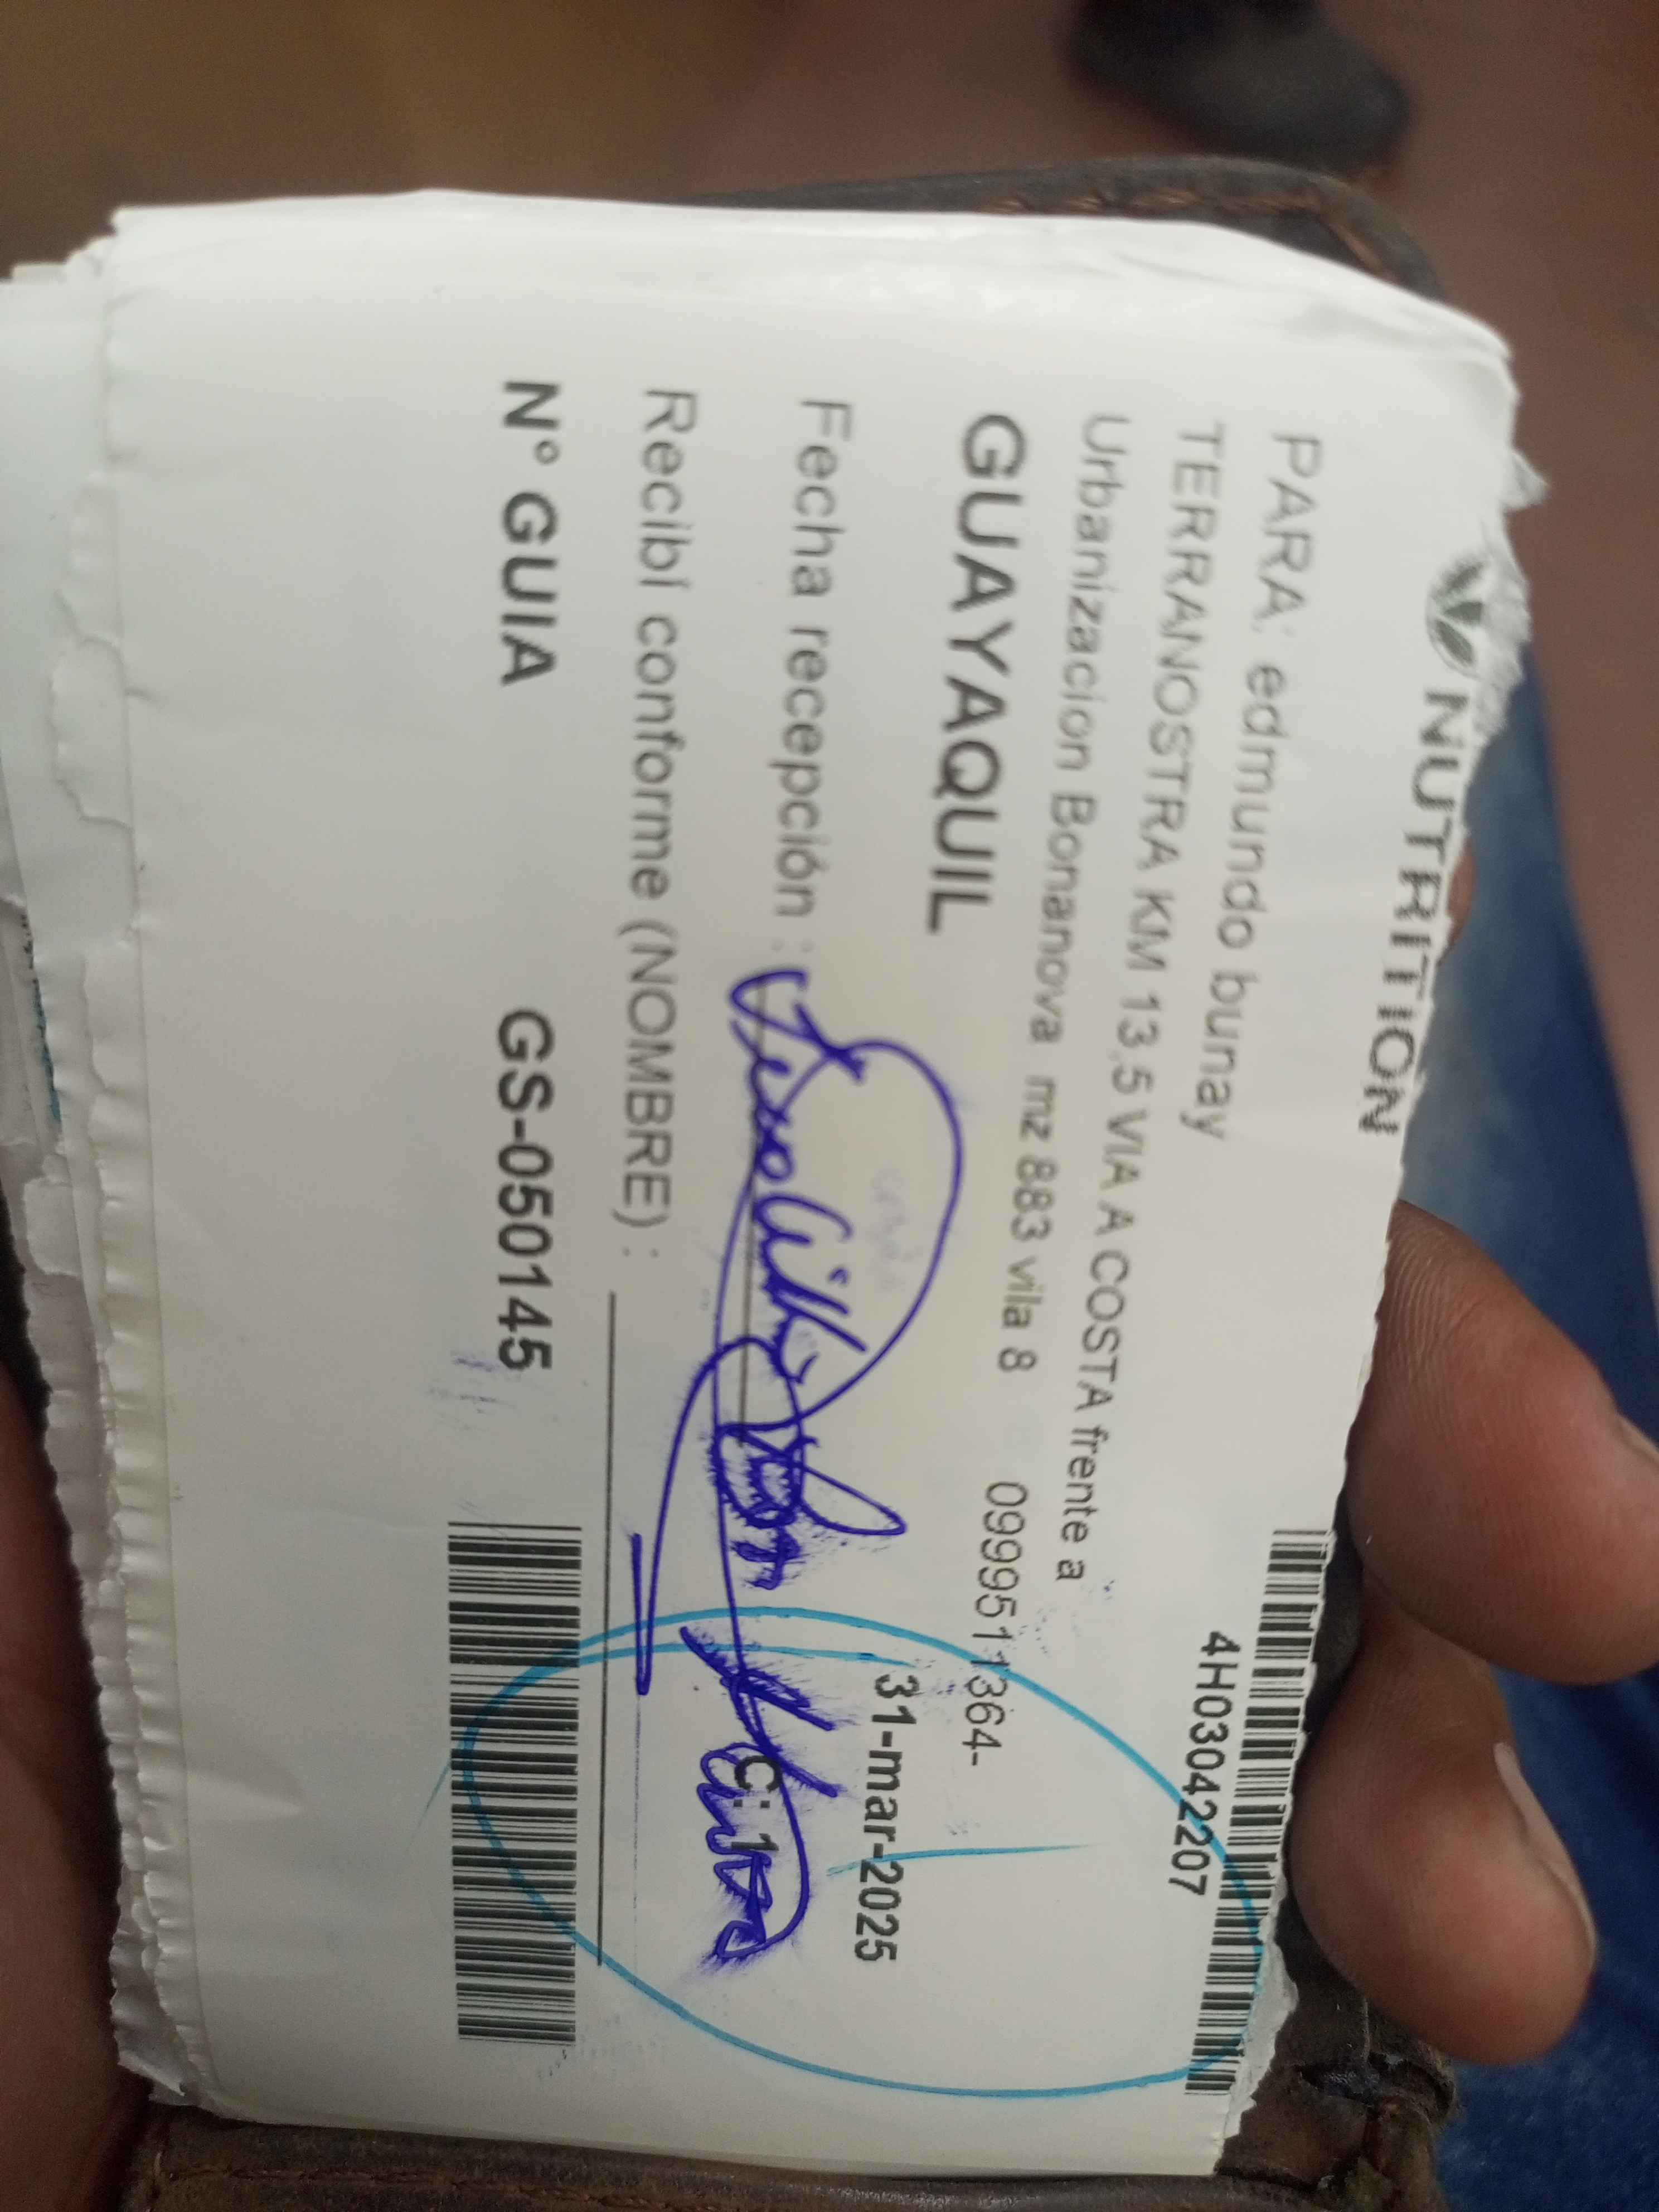 NUTRITION
4H03042207
PARA: edmundo bunay
TERRANOSTRA KM 13.5 VIA A COSTA frente a
Urbanizacion Bonanova mz 883 vila 8 0999511364-
GUAYAQUIL
31-mar-2025
Fecha recepción :
C: 1
Recibí conforme (NOMBRE) :
N° GUIA GS-050145